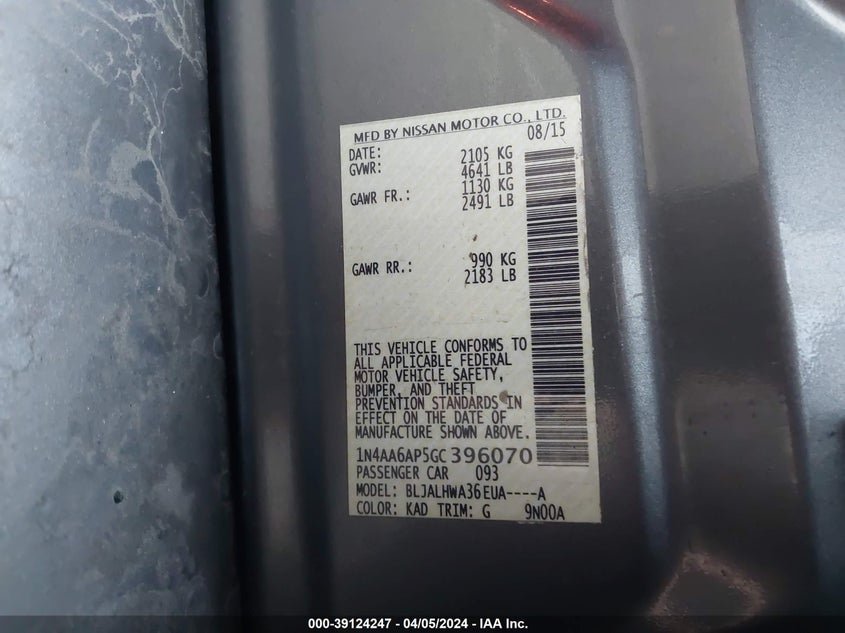 MFD BY NISSAN MOTOR CO., LTD.
DATE: 08/15
GVWR: 2105 KG
4641 LB
GAWR FR.: 1130 KG
2491 LB
GAWR RR.: 990 KG
2183 LB
THIS VEHICLE CONFORMS TO
ALL APPLICABLE FEDERAL
MOTOR VEHICLE SAFETY,
BUMPER, AND THEFT
PREVENTION STANDARDS IN
EFFECT ON THE DATE OF
MANUFACTURE SHOWN ABOVE.
1N4AA6AP5GC396070
PASSENGER CAR 093
MODEL: BLJALHWA36EUA----A
COLOR: KAD TRIM: G 9N00A
000-39124247 - 04/05/2024 - IAA Inc.